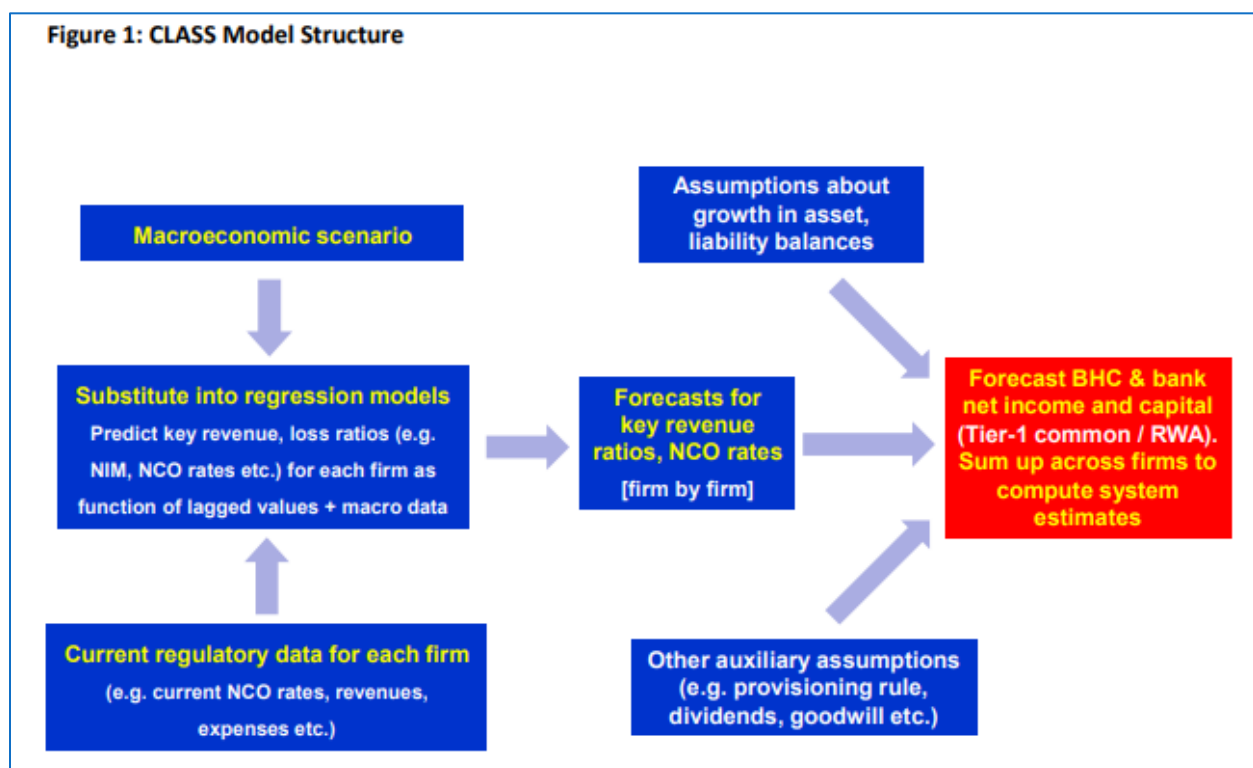 Figure 1: CLASS Model Structure
Macroeconomic scenario
Assumptions about
growth in asset,
liability balances
Substitute into regression models
Predict key revenue, loss ratios (e.g.
NIM, NCO rates etc.) for each firm as
function of lagged values + macro data
Forecasts for
key revenue
ratios, NCO rates
[firm by firm]
Forecast BHC & bank
net income and capital
(Tier-1 common / RWA).
Sum up across firms to
compute system
estimates
Current regulatory data for each firm
(e.g. current NCO rates, revenues,
expenses etc.)
Other auxiliary assumptions
(e.g. provisioning rule,
dividends, goodwill etc.)